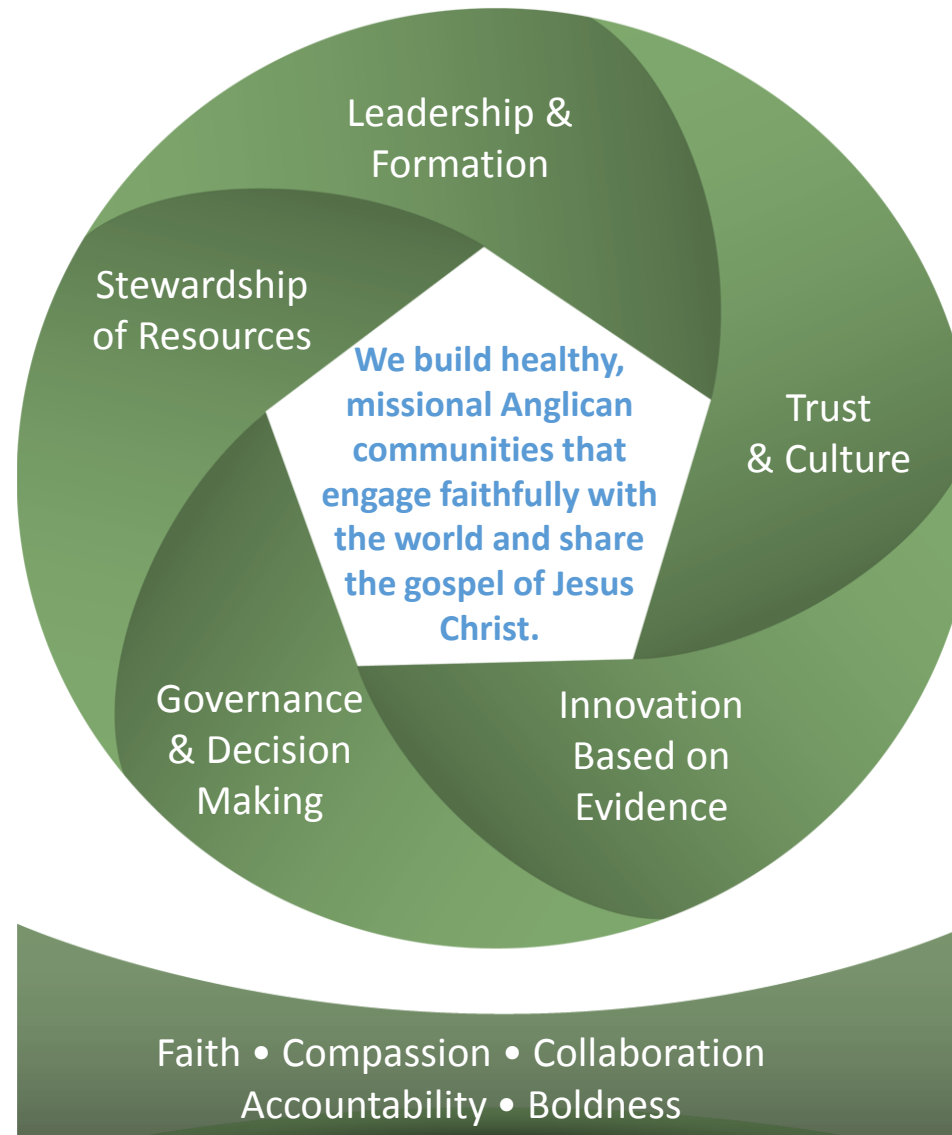 Leadership &
Formation
Stewardship
of Resources
We build healthy,
missional Anglican
communities that
engage faithfully with
the world and share
the gospel of Jesus
Christ.
Trust
& Culture
Governance
& Decision
Making
Innovation
Based on
Evidence
Faith • Compassion • Collaboration
Accountability • Boldness